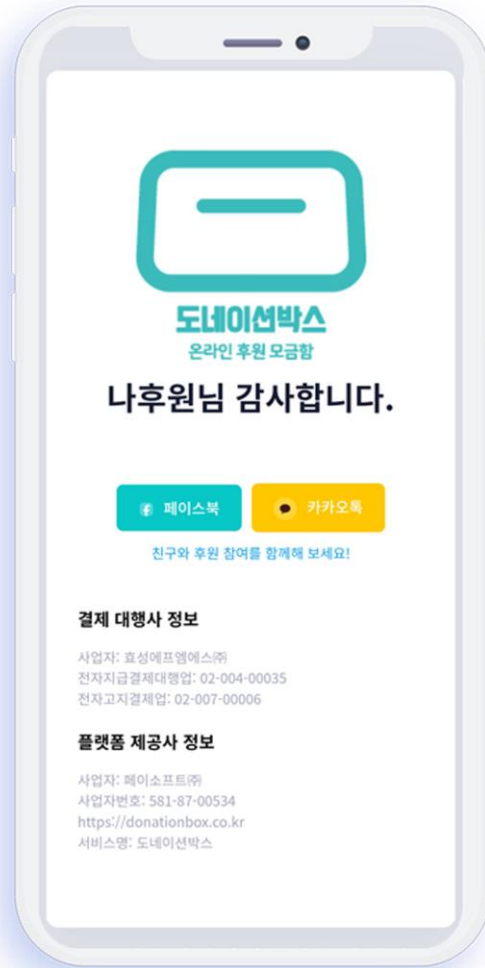 도네이션박스
온라인 후원 모금함
나후원님 감사합니다.
페이스북
카카오톡
친구와 후원 참여를 함께해 보세요!
결제 대행사 정보
사업자: 효성에프엠에스㈜
전자지급결제대행업: 02-004-00035
전자고지결제업: 02-007-00006
플랫폼 제공사 정보
사업자: 페이소프트㈜
사업자번호: 581-87-00534
https://donationbox.co.kr
서비스명: 도네이션박스